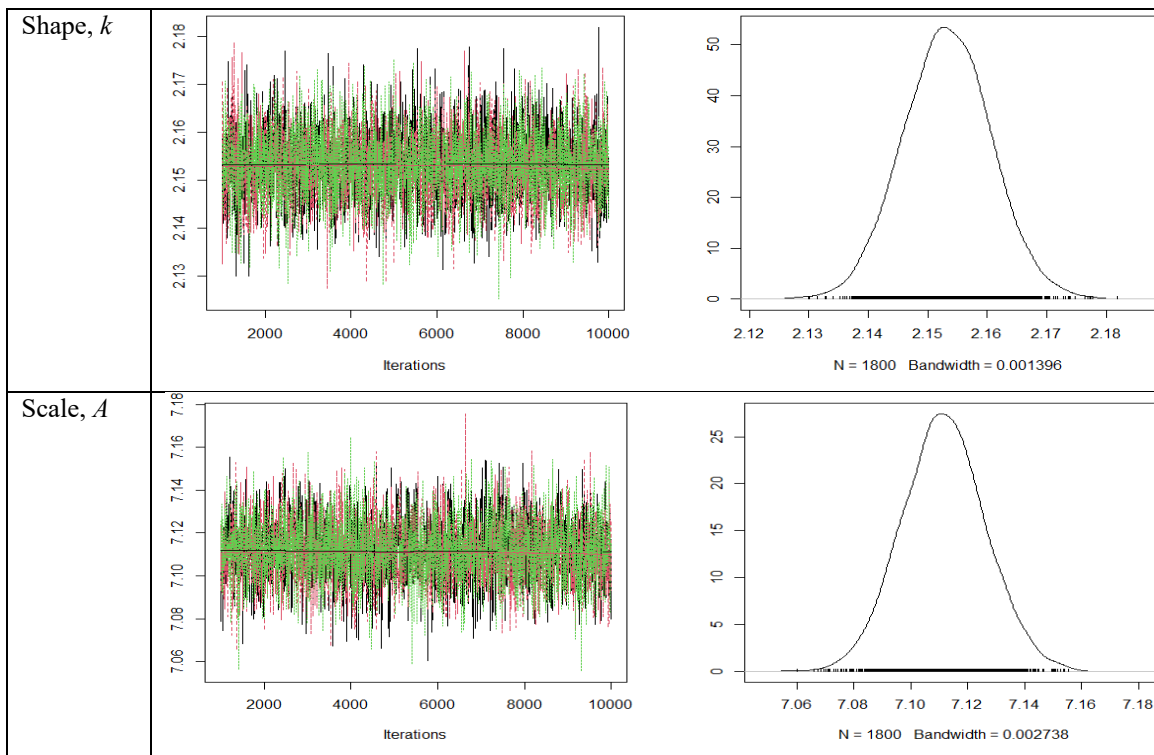 Shape, k
2.13 2.14 2.15 2.16 2.17 2.18
2000 4000 6000 8000 10000
Iterations
0 10 20 30 40 50
2.12 2.13 2.14 2.15 2.16 2.17 2.18
N = 1800 Bandwidth = 0.001396
Scale, A
7.06 7.08 7.10 7.12 7.14 7.16 7.18
2000 4000 6000 8000 10000
Iterations
0 5 10 15 20 25
7.06 7.08 7.10 7.12 7.14 7.16 7.18
N = 1800 Bandwidth = 0.002738